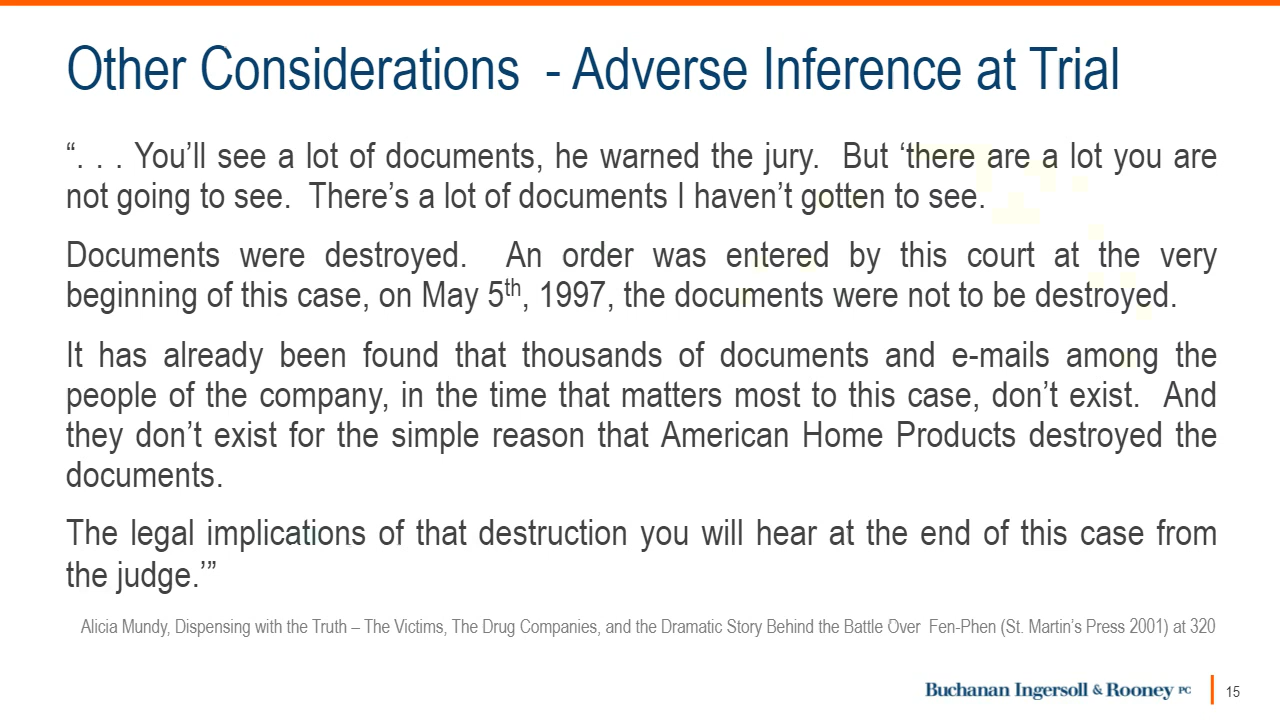 Other Considerations - Adverse Inference at Trial
“. . . You’ll see a lot of documents, he warned the jury. But ‘there are a lot you are
not going to see. There’s a lot of documents I haven’t gotten to see.
Documents were destroyed. An order was entered by this court at the very
beginning of this case, on May 5th, 1997, the documents were not to be destroyed.
It has already been found that thousands of documents and e-mails among the
people of the company, in the time that matters most to this case, don’t exist. And
they don’t exist for the simple reason that American Home Products destroyed the
documents.
The legal implications of that destruction you will hear at the end of this case from
the judge.’”
Alicia Mundy, Dispensing with the Truth – The Victims, The Drug Companies, and the Dramatic Story Behind the Battle Over Fen-Phen (St. Martin’s Press 2001) at 320
Buchanan Ingersoll & Rooney PC
15